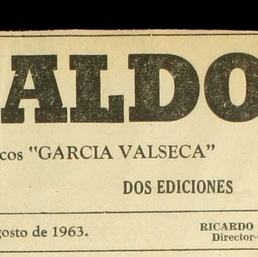 ALDO
cos "GARCIA VALSECA"
DOS EDICIONES
gosto de 1963.
RICARDO
Director-